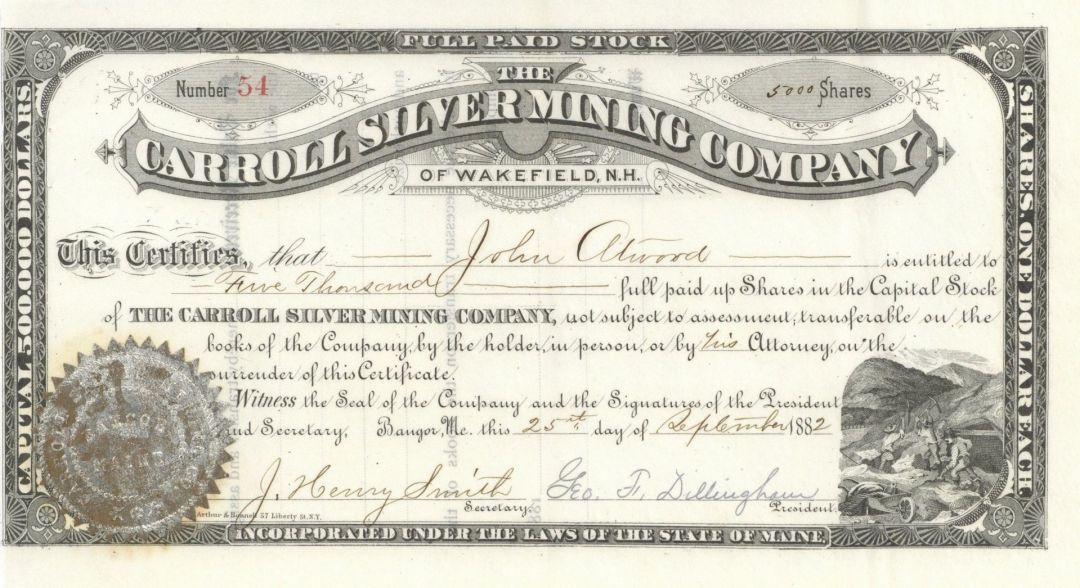 FULL PAID STOCK
Number 54
5000 Shares
THE
CARROLL SILVER MINING COMPANY
OF WAKEFIELD, N.H.
CAPITAL 500,000 DOLLARS.
SHARES. ONE DOLLAR EACH.
This Certifies, that John Atwood is entitled to
Five Thousand full paid up Shares in the Capital Stock
of THE CARROLL SILVER MINING COMPANY, not subject to assessment; transferable on the
books of the Company, by the holder, in person, or by his Attorney, on the
surrender of this Certificate.
Witness the Seal of the Company and the Signatures of the President
and Secretary, Bangor, Me. this 25th day of September 1882
J. Henry Smith
Secretary.
Geo. F. Dillingham
President.
Arthur & Bonnell 57 Liberty St. N.Y.
INCORPORATED UNDER THE LAWS OF THE STATE OF MAINE.